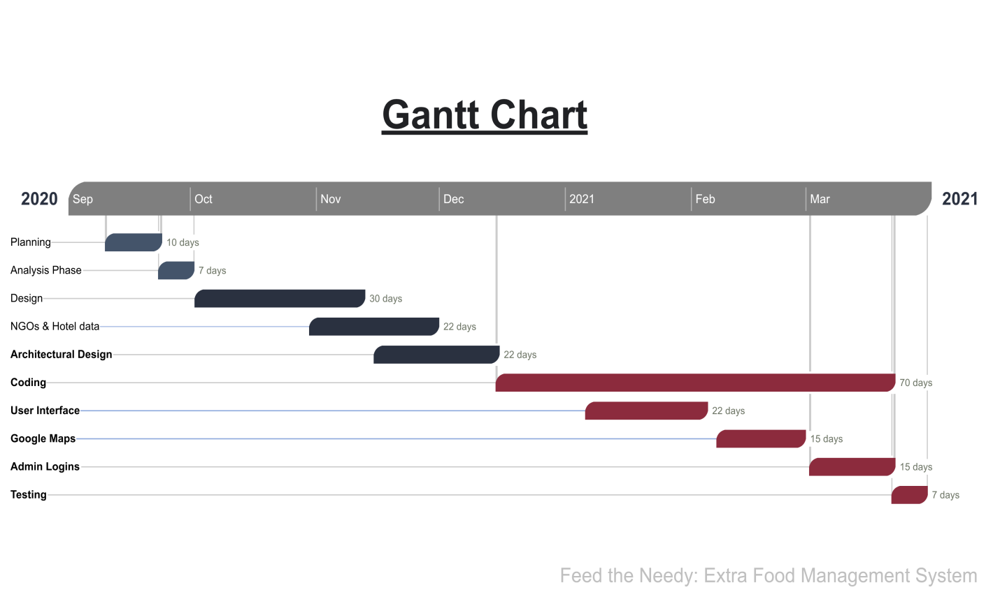 Gantt Chart
2020 Sep Oct Nov Dec 2021 Feb Mar 2021
Planning 10 days
Analysis Phase 7 days
Design 30 days
NGOs & Hotel data 22 days
Architectural Design 22 days
Coding 70 days
User Interface 22 days
Google Maps 15 days
Admin Logins 15 days
Testing 7 days
Feed the Needy: Extra Food Management System